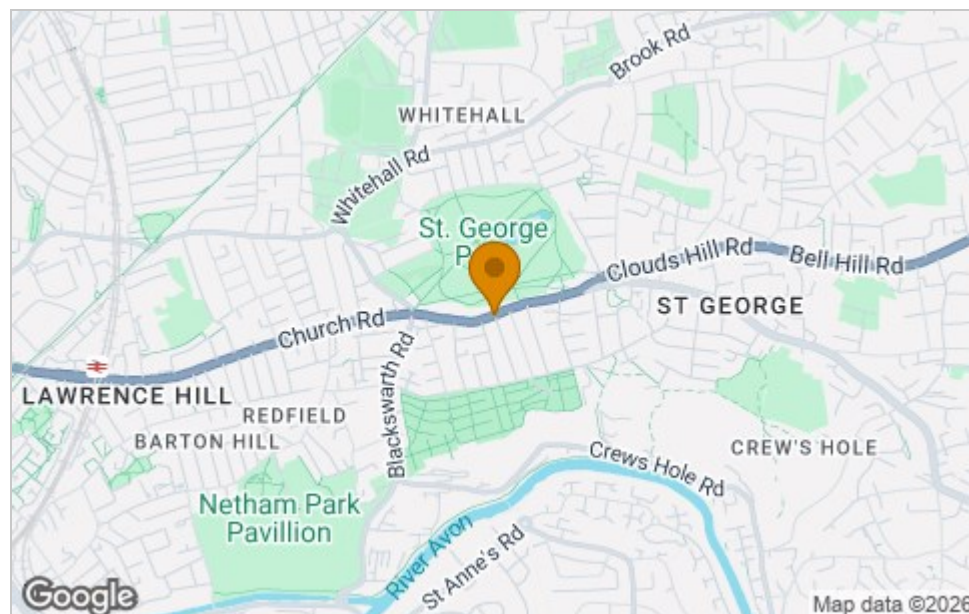 Brook Rd
WHITEHALL
Whitehall Rd
St. George
P
Clouds Hill Rd
Bell Hill Rd
ST GEORGE
Church Rd
Blackswarth Rd
LAWRENCE HILL
REDFIELD
BARTON HILL
CREW'S HOLE
Crews Hole Rd
Netham Park
Pavillion
River Avon
St Anne's Rd
Google
Map data ©2026